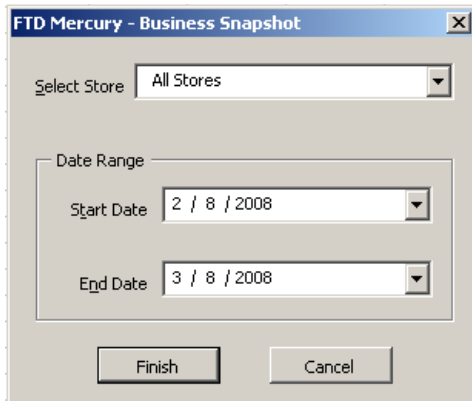 FTD Mercury - Business Snapshot
Select Store All Stores
Date Range
Start Date 2 / 8 / 2008
End Date 3 / 8 / 2008
Finish Cancel